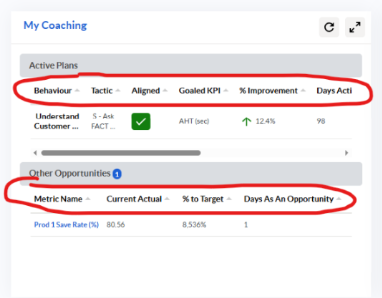 My Coaching
Active Plans
Behaviour Tactic Aligned Goaled KPI % Improvement Days Acti
Understand 5 - Ask AHT (sec) 12.4% 98
Customer ... FACT ...
Other Opportunities 1
Metric Name Current Actual % to Target Days As An Opportunity
Prod 1 Save Rate (%) 80.56 8.536% 1